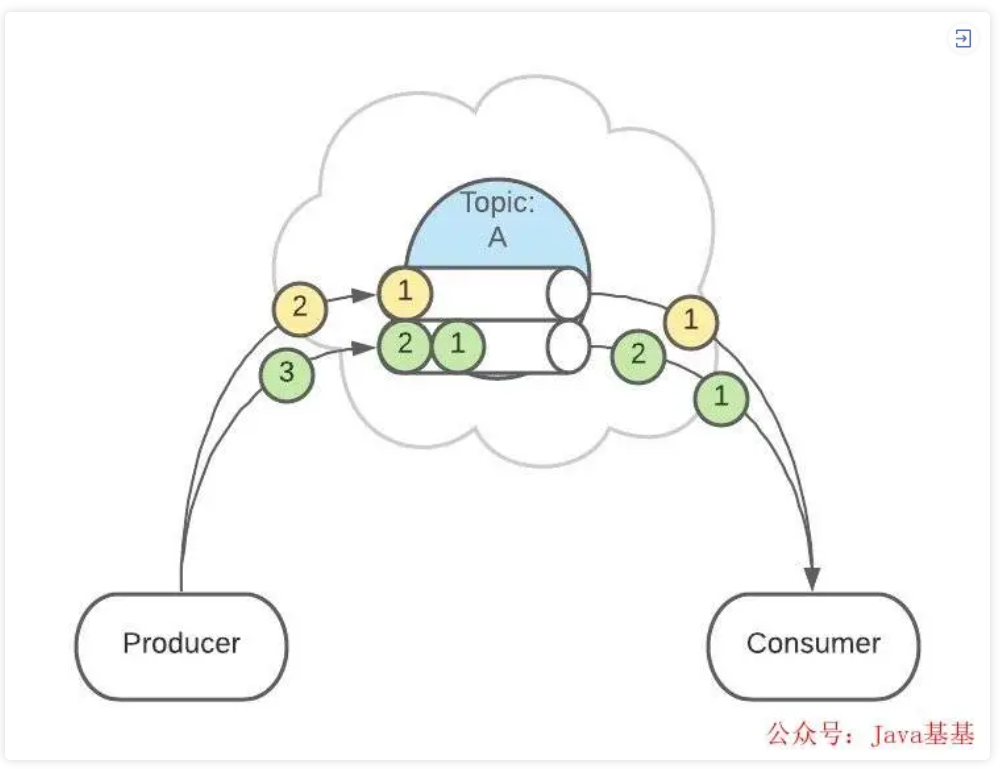 Topic:
A
2
1
1
3
2
1
2
1
Producer
Consumer
公众号：Java基基